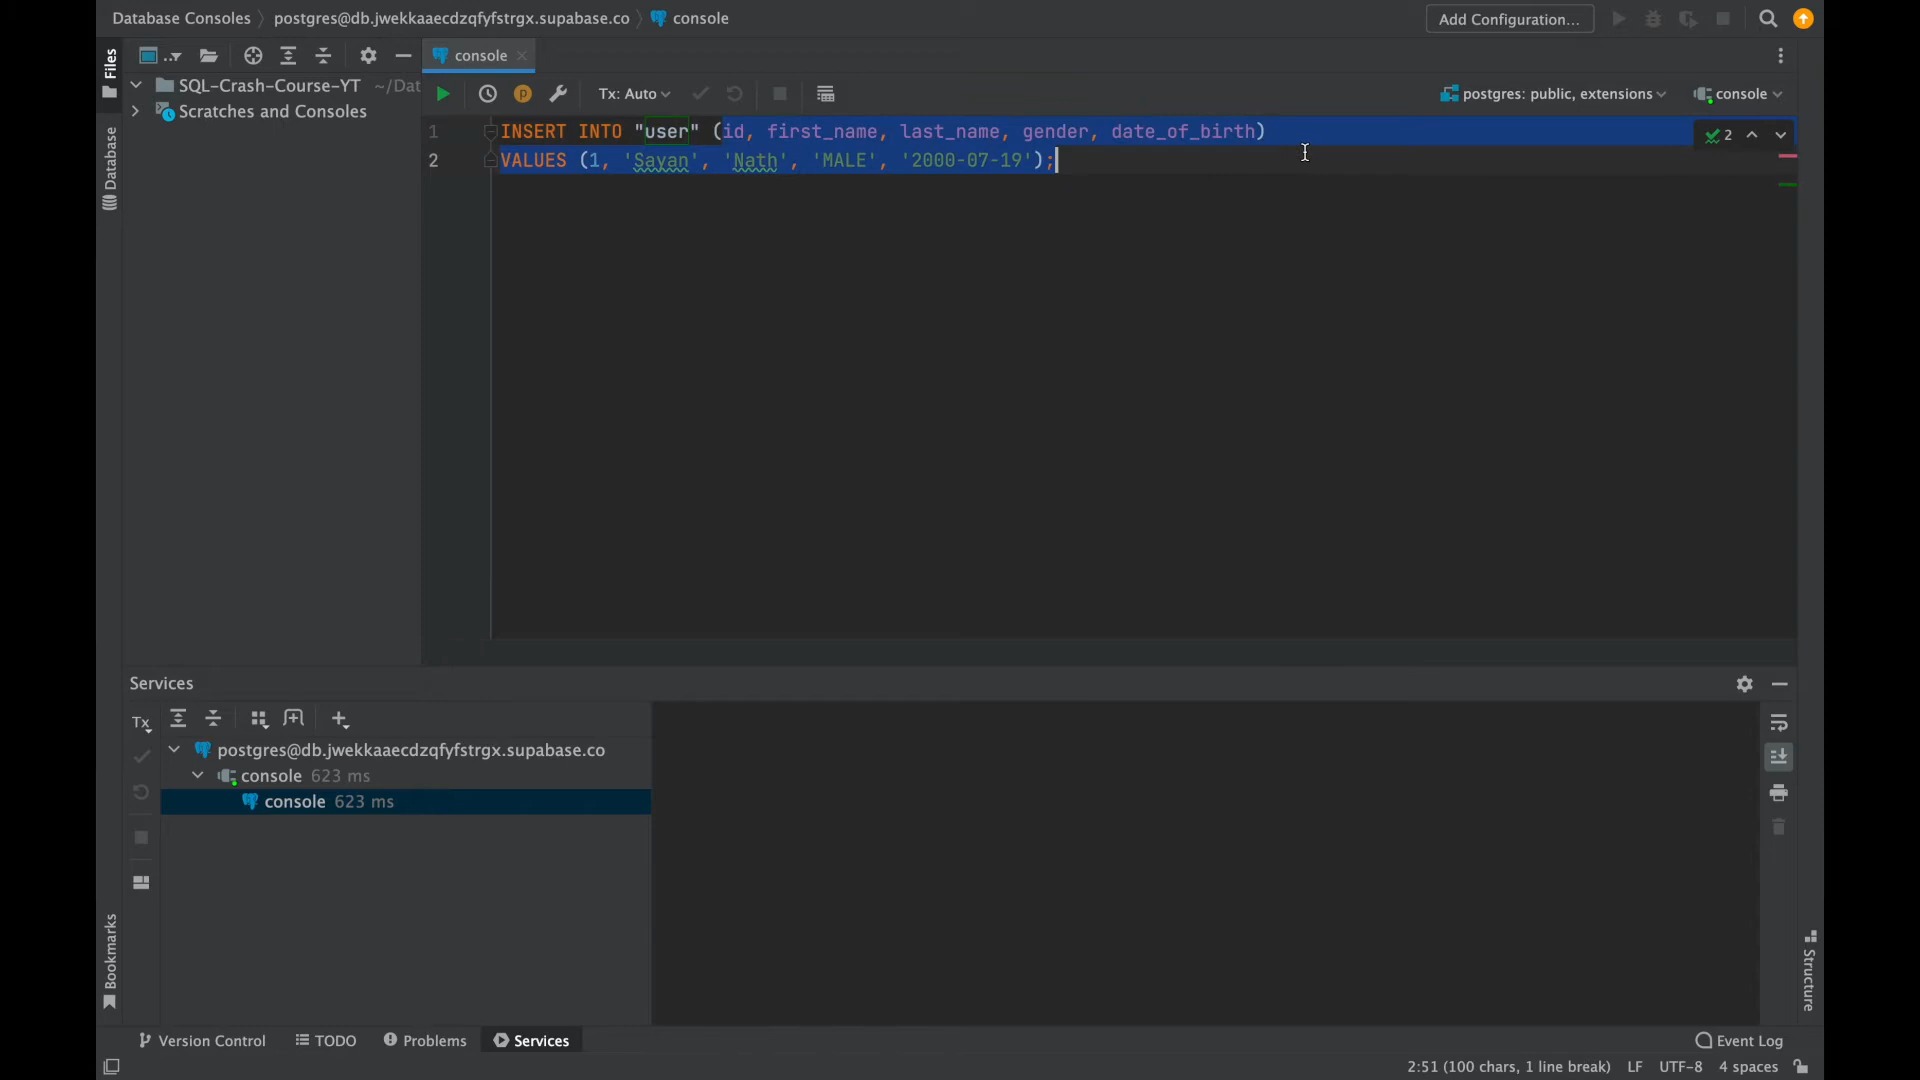 Database Consoles 〉 postgres@db.jwekkaaecdzqfyfstrgx.supabase.co 〉 console
Add Configuration...
Files
console
SQL-Crash-Course-YT ~/Dat
Scratches and Consoles
Database
Tx: Auto
postgres: public, extensions
console
1 INSERT INTO "user" (id, first_name, last_name, gender, date_of_birth)
2 VALUES (1, 'Sayan', 'Nath', 'MALE', '2000-07-19');
2
Services
Tx
postgres@db.jwekkaaecdzqfyfstrgx.supabase.co
console 623 ms
console 623 ms
Bookmarks
Structure
Version Control
TODO
Problems
Services
Event Log
2:51 (100 chars, 1 line break) LF UTF-8 4 spaces